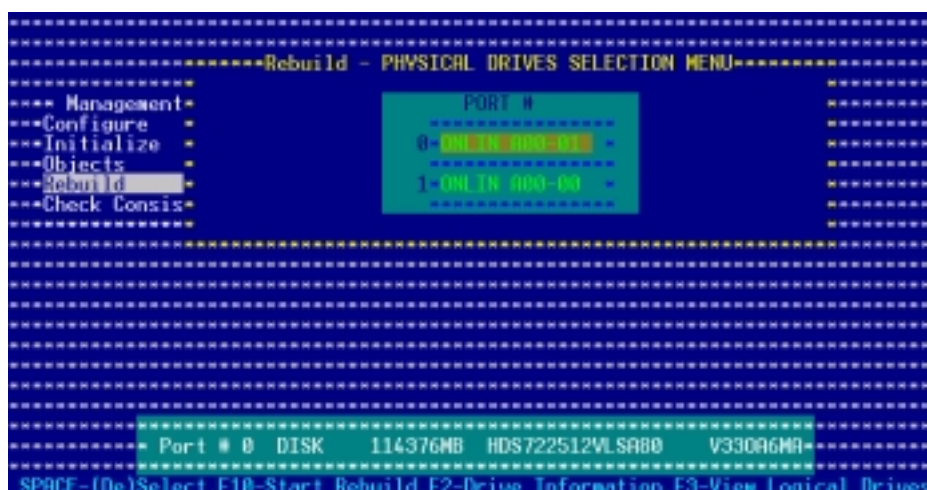 Rebuild - PHYSICAL DRIVES SELECTION MENU
Management
PORT #
Configure
Initialize
0 ONLIN A00-01
Objects
Rebuild
1 ONLIN A00-00
Check Consis
Port # 0 DISK 114376MB HDS722512VLSA80 V33OA6MA
SPACE-(De)Select F10-Start Rebuild F2-Drive Information F3-View Logical Drives